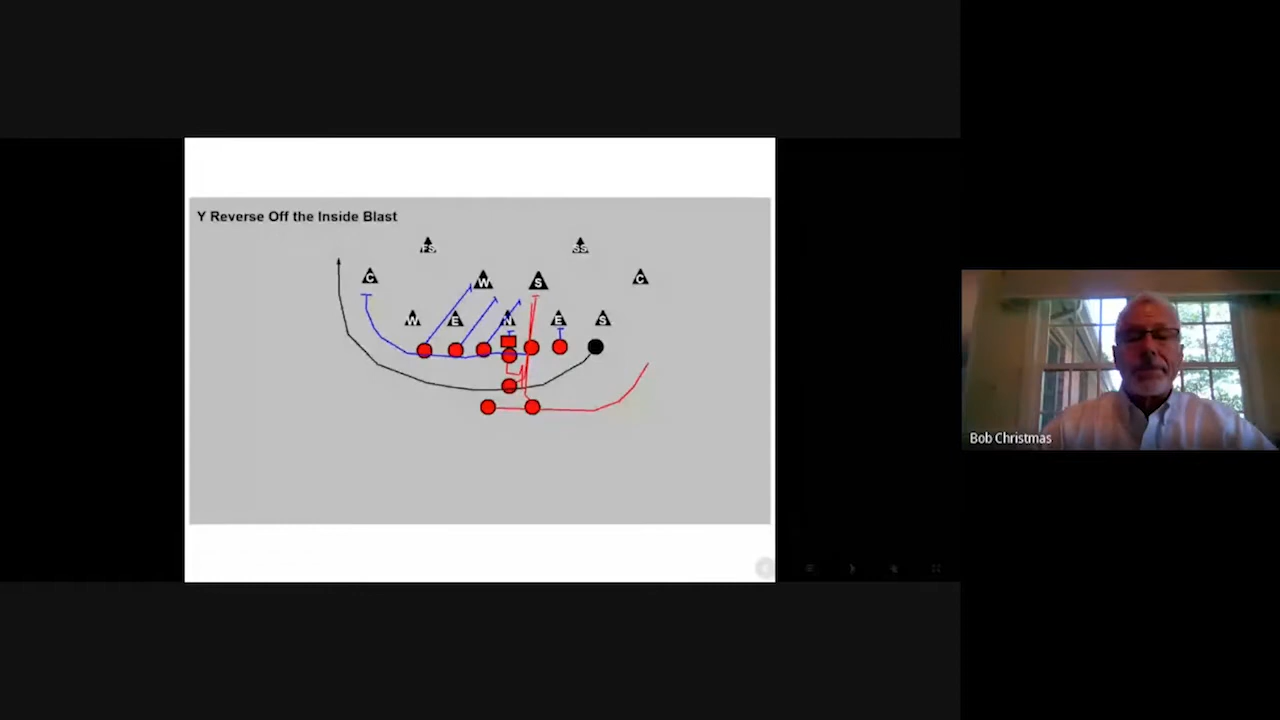 Y Reverse Off the Inside Blast
FS SS
C W S C
W E N E S
Bob Christmas